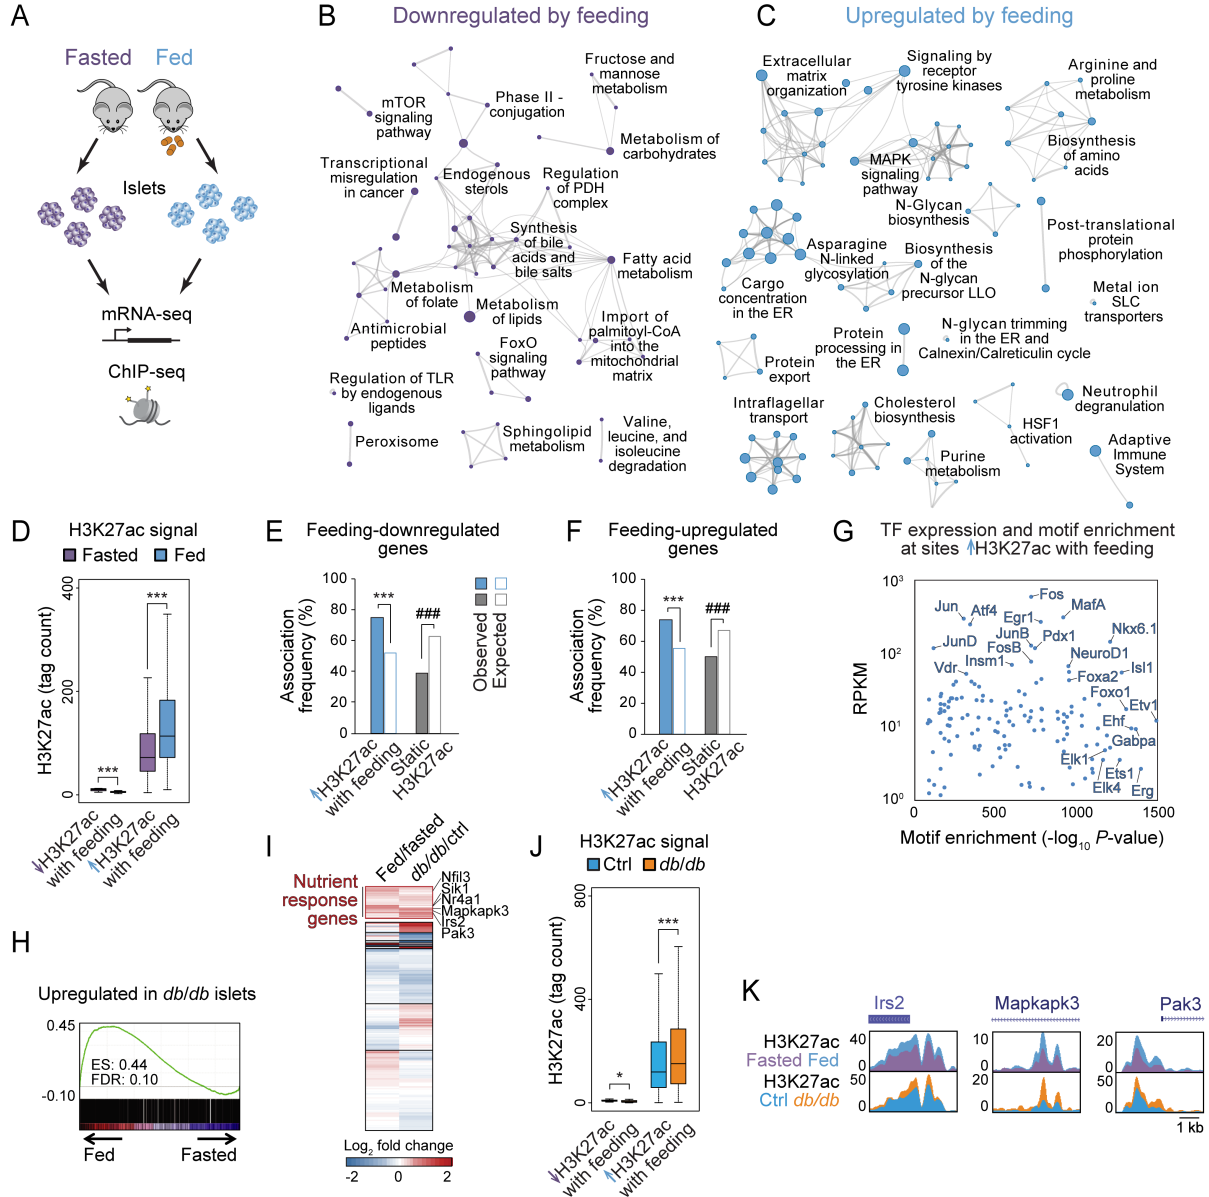 A
Fasted Fed
Islets
mRNA-seq
ChIP-seq
B
Downregulated by feeding
mTOR
signaling
pathway
Phase II -
conjugation
Fructose and
mannose
metabolism
Metabolism of
carbohydrates
Transcriptional
misregulation
in cancer
Endogenous
sterols
Regulation
of PDH
complex
Synthesis
of bile
acids and
bile salts
Fatty acid
metabolism
Metabolism
of folate
Metabolism
of lipids
Antimicrobial
peptides
FoxO
signaling
pathway
Import of
palmitoyl-CoA
into the
mitochondrial
matrix
Regulation of TLR
by endogenous
ligands
Peroxisome
Sphingolipid
metabolism
Valine,
leucine, and
isoleucine
degradation
C
Upregulated by feeding
Extracellular
matrix
organization
Signaling by
receptor
tyrosine kinases
Arginine and
proline
metabolism
Biosynthesis
of amino
acids
MAPK
signaling
pathway
N-Glycan
biosynthesis
Post-translational
protein
phosphorylation
Asparagine
N-linked
glycosylation
Biosynthesis
of the
N-glycan
precursor LLO
Cargo
concentration
in the ER
Metal ion
SLC
transporters
Protein
processing in
the ER
N-glycan trimming
in the ER and
Calnexin/Calreticulin cycle
Protein
export
Intraflagellar
transport
Cholesterol
biosynthesis
HSF1
activation
Neutrophil
degranulation
Purine
metabolism
Adaptive
Immune
System
D
H3K27ac signal
Fasted Fed
H3K27ac (tag count)
400
200
0
***
***
H3K27ac
with feeding
H3K27ac
with feeding
E
Feeding-downregulated
genes
Association
frequency (%)
100
80
60
40
20
0
***
###
H3K27ac
with feeding
Static
H3K27ac
Observed
Expected
F
Feeding-upregulated
genes
Association
frequency (%)
100
80
60
40
20
0
***
###
H3K27ac
with feeding
Static
H3K27ac
G
TF expression and motif enrichment
at sites H3K27ac with feeding
RPKM
10³
10²
10¹
10⁰
Fos
Jun
Atf4
MafA
Egr1
Nkx6.1
JunB
Pdx1
JunD
FosB
NeuroD1
Insm1
Vdr
Isl1
Foxa2
Foxo1
Etv1
Ehf
Gabpa
Elk1
Ets1
Elk4
Erg
0 500 1000 1500
Motif enrichment (-log10 P-value)
H
Upregulated in db/db islets
0.45
-0.10
ES: 0.44
FDR: 0.10
Fed Fasted
I
Fed/fasted
db/db/ctrl
Nutrient
response
genes
Nfil3
Sik1
Nr4a1
Mapkapk3
Irs2
Pak3
Log2 fold change
-2 0 2
J
H3K27ac signal
Ctrl db/db
H3K27ac (tag count)
800
400
0
*
***
H3K27ac
with feeding
H3K27ac
with feeding
K
Irs2 Mapkapk3 Pak3
H3K27ac
Fasted Fed
40
0
10
0
20
0
H3K27ac
Ctrl db/db
50
0
20
0
50
0
1 kb